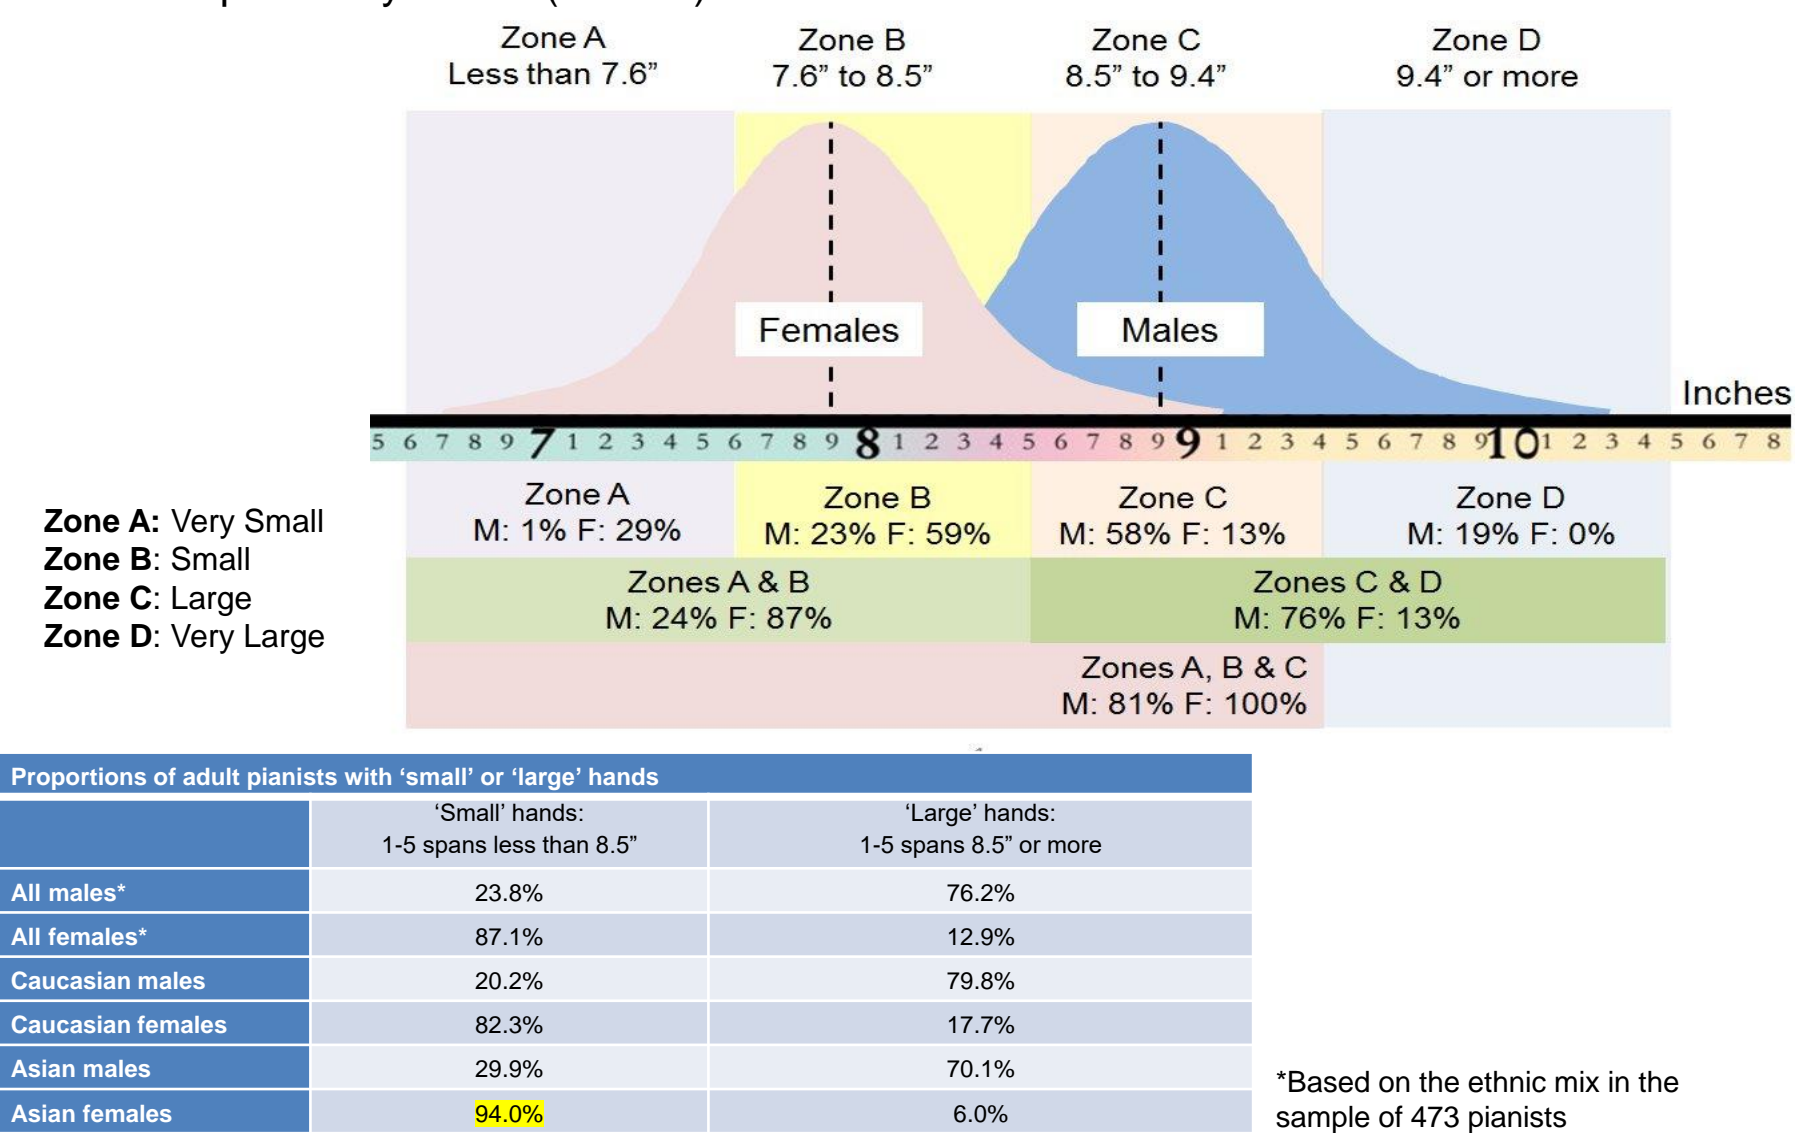 Zone A
Less than 7.6”
Zone B
7.6” to 8.5”
Zone C
8.5” to 9.4”
Zone D
9.4” or more
Females
Males
Inches
5 6 7 8 9 7 1 2 3 4 5 6 7 8 9 8 1 2 3 4 5 6 7 8 9 9 1 2 3 4 5 6 7 8 9 10 1 2 3 4 5 6 7 8
Zone A
M: 1% F: 29%
Zone B
M: 23% F: 59%
Zone C
M: 58% F: 13%
Zone D
M: 19% F: 0%
Zone A: Very Small
Zone B: Small
Zone C: Large
Zone D: Very Large
Zones A & B
M: 24% F: 87%
Zones C & D
M: 76% F: 13%
Zones A, B & C
M: 81% F: 100%
Proportions of adult pianists with ‘small’ or ‘large’ hands
‘Small’ hands:
1-5 spans less than 8.5”
‘Large’ hands:
1-5 spans 8.5” or more
All males* 23.8% 76.2%
All females* 87.1% 12.9%
Caucasian males 20.2% 79.8%
Caucasian females 82.3% 17.7%
Asian males 29.9% 70.1%
Asian females 94.0% 6.0%
*Based on the ethnic mix in the
sample of 473 pianists